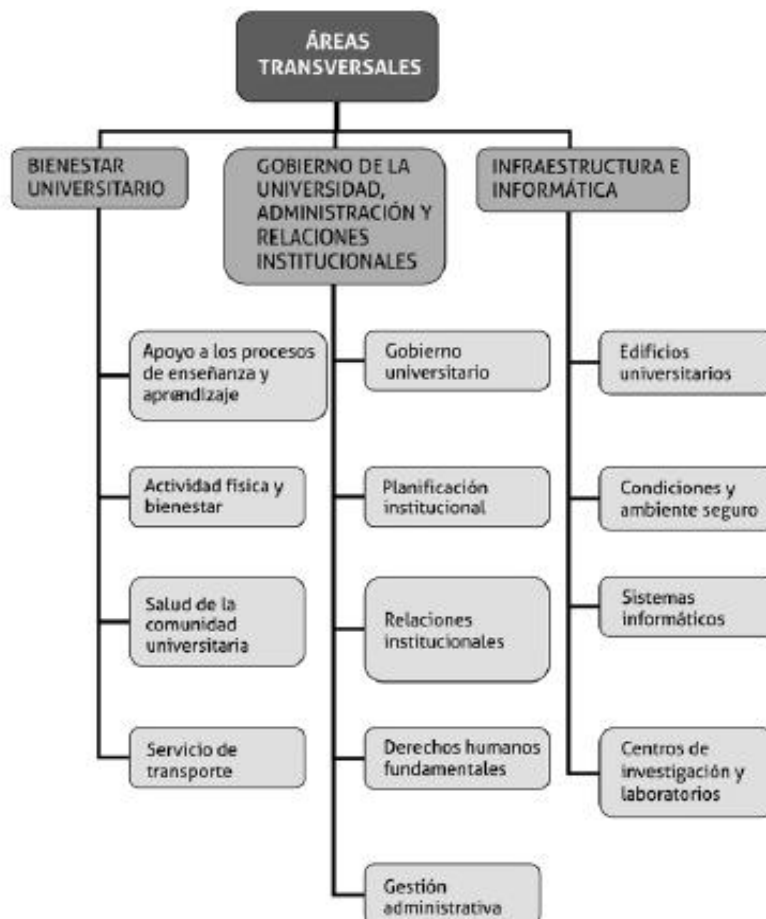 ÁREAS
TRANSVERSALES
BIENESTAR
UNIVERSITARIO
GOBIERNO DE LA
UNIVERSIDAD,
ADMINISTRACIÓN Y
RELACIONES
INSTITUCIONALES
INFRAESTRUCTURA E
INFORMÁTICA
Apoyo a los procesos
de enseñanza y
aprendizaje
Actividad física y
bienestar
Salud de la
comunidad
universitaria
Servicio de
transporte
Gobierno
universitario
Planificación
institucional
Relaciones
institucionales
Derechos humanos
fundamentales
Gestión
administrativa
Edificios
universitarios
Condiciones y
ambiente seguro
Sistemas
informáticos
Centros de
investigación y
laboratorios